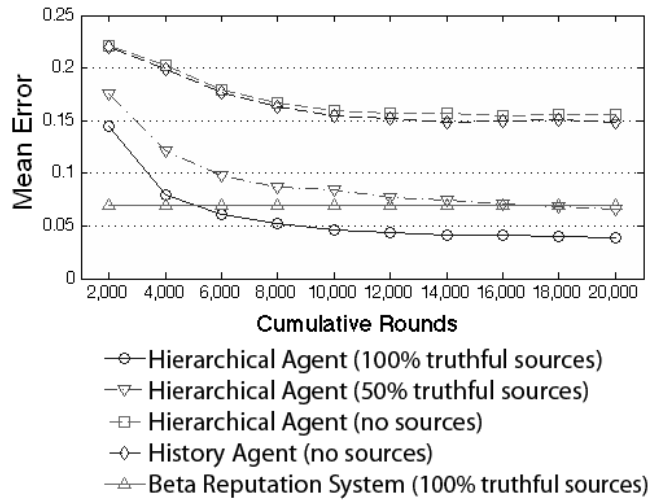 0.25
0.2
0.15
0.1
0.05
0
Mean Error
2,000 4,000 6,000 8,000 10,000 12,000 14,000 16,000 18,000 20,000
Cumulative Rounds
Hierarchical Agent (100% truthful sources)
Hierarchical Agent (50% truthful sources)
Hierarchical Agent (no sources)
History Agent (no sources)
Beta Reputation System (100% truthful sources)